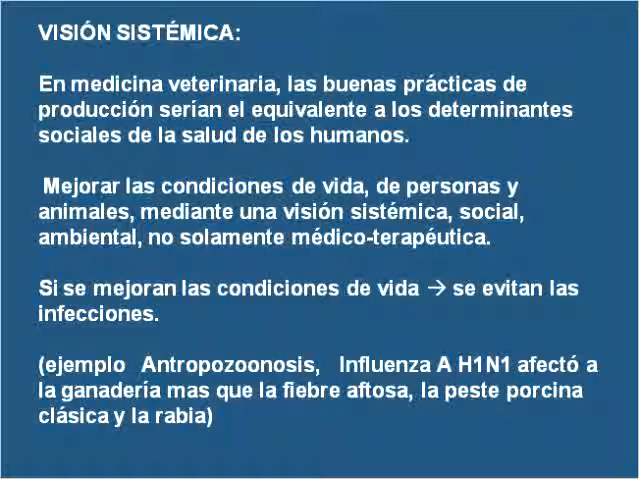 VISIÓN SISTÉMICA:
En medicina veterinaria, las buenas prácticas de
producción serían el equivalente a los determinantes
sociales de la salud de los humanos.
Mejorar las condiciones de vida, de personas y
animales, mediante una visión sistémica, social,
ambiental, no solamente médico-terapéutica.
Si se mejoran las condiciones de vida → se evitan las
infecciones.
(ejemplo Antropozoonosis, Influenza A H1N1 afectó a
la ganadería mas que la fiebre aftosa, la peste porcina
clásica y la rabia)